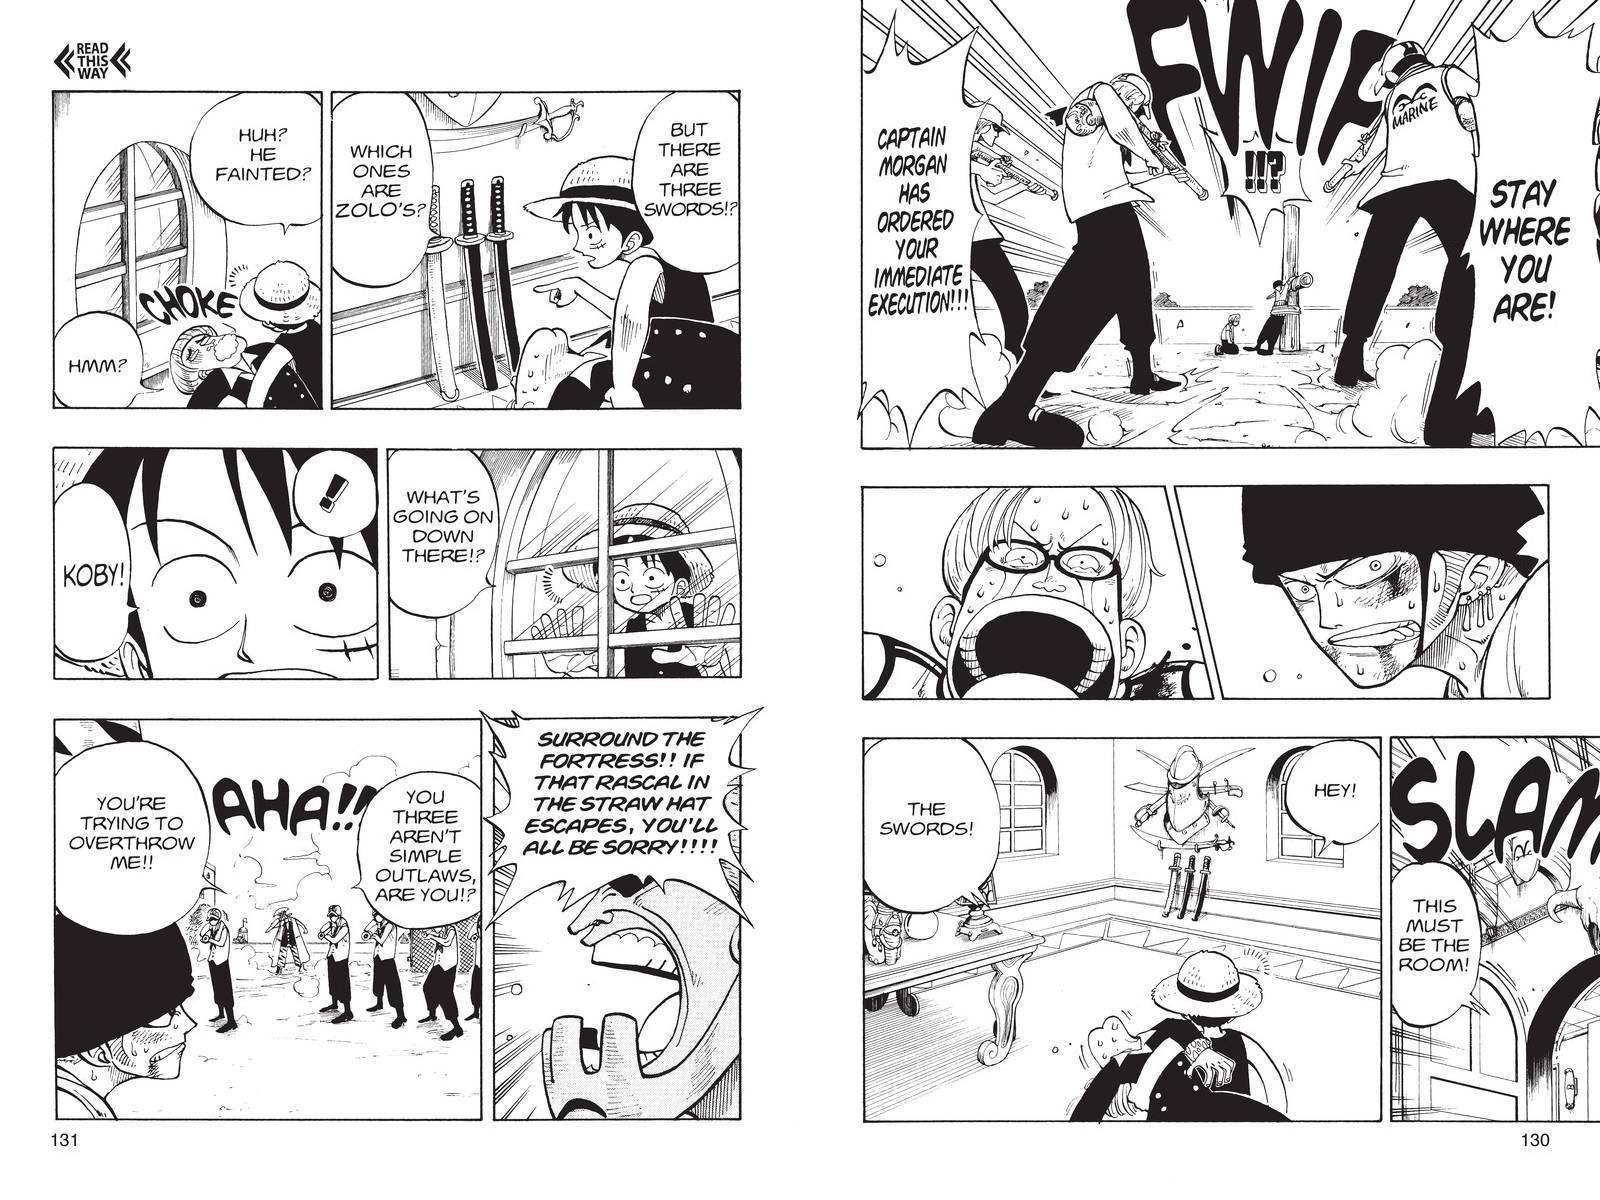 STAY
WHERE
YOU
ARE!
MARINE
FWIP
!!?
CAPTAIN
MORGAN
HAS
ORDERED
YOUR
IMMEDIATE
EXECUTION!!!
SLAM
THIS
MUST
BE THE
ROOM!
HEY!
THE
SWORDS!
130
READ
THIS
WAY
BUT
THERE
ARE
THREE
SWORDS!?
WHICH
ONES
ARE
ZOLO'S?
HUH?
HE
FAINTED?
CHOKE
HMM?
WHAT'S
GOING ON
DOWN
THERE!?
!
KOBY!
SURROUND THE
FORTRESS!! IF
THAT RASCAL IN
THE STRAW HAT
ESCAPES, YOU'LL
ALL BE SORRY!!!!
YOU
THREE
AREN'T
SIMPLE
OUTLAWS,
ARE YOU!?
AHA!!
YOU'RE
TRYING TO
OVERTHROW
ME!!
131